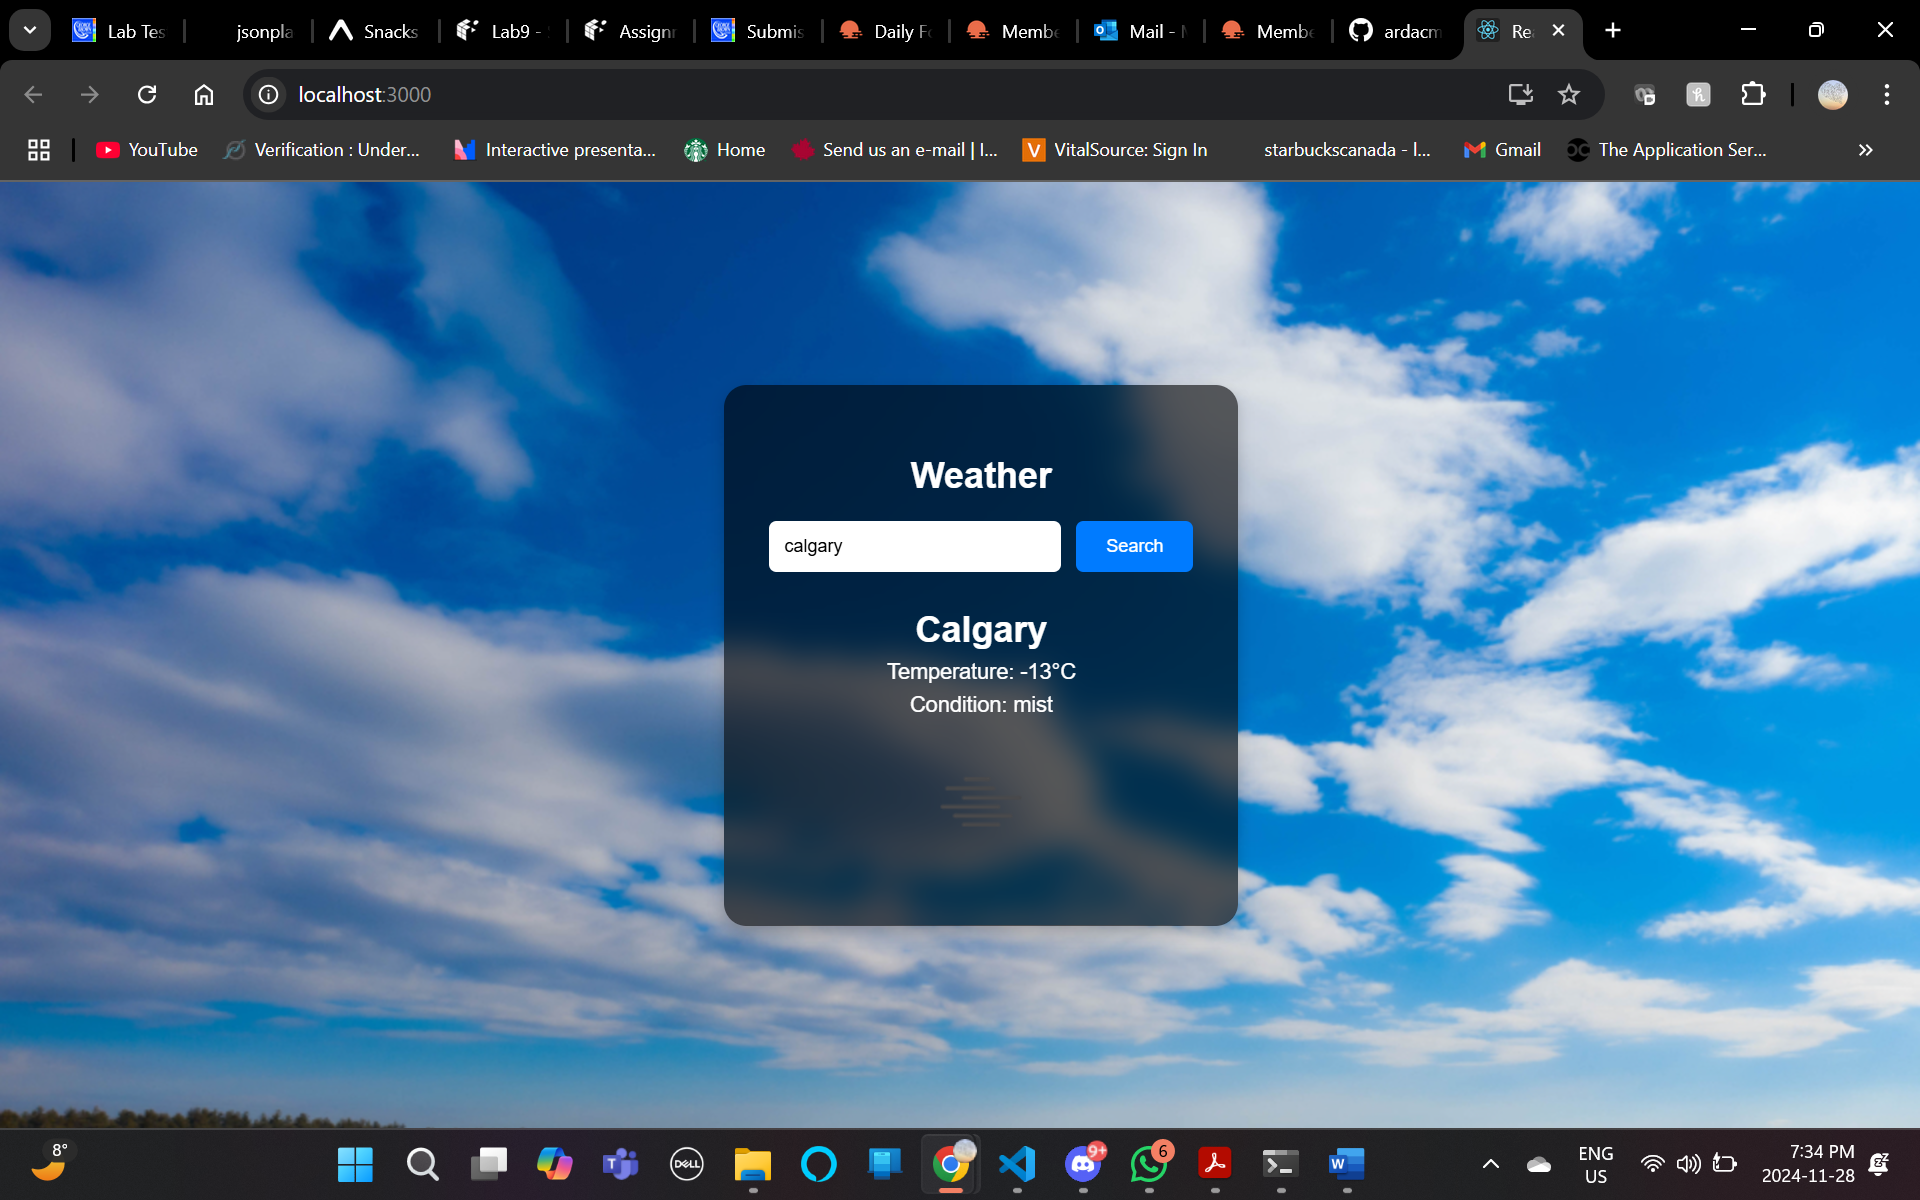 Lab Tes
jsonpla
Snacks
Lab9 -
Assignr
Submis
Daily Fo
Membe
Mail -
Membe
ardacm
Re
localhost:3000
YouTube
Verification : Under...
Interactive presenta...
Home
Send us an e-mail | I...
VitalSource: Sign In
starbuckscanada - I...
Gmail
The Application Ser...
Weather
calgary
Search
Calgary
Temperature: -13°C
Condition: mist
8°
DELL
9+
6
ENG
US
7:34 PM
2024-11-28